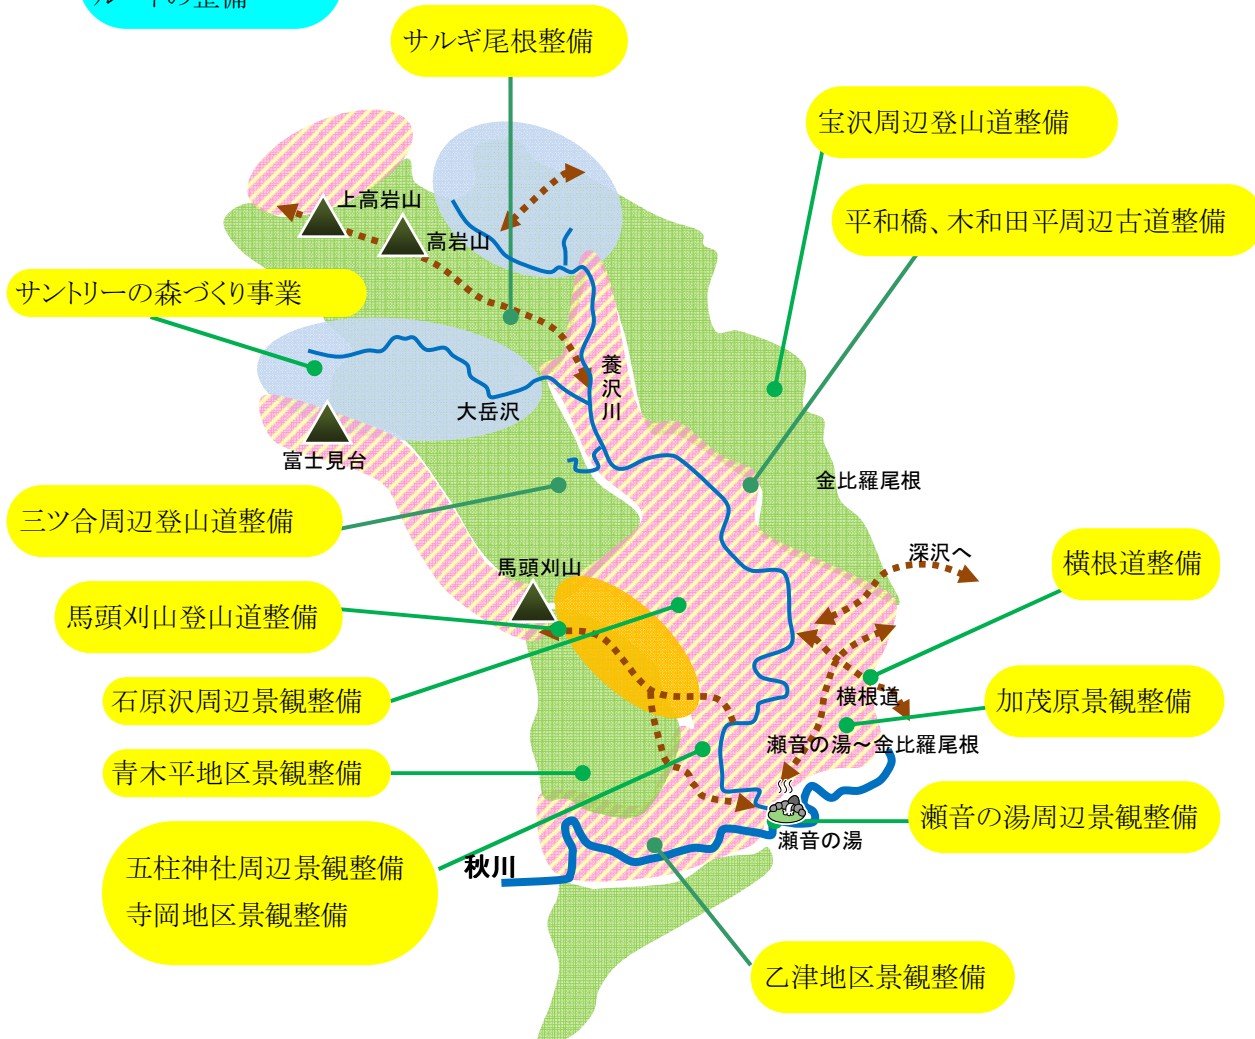 サルギ尾根整備
宝沢周辺登山道整備
上高岩山
平和橋、木和田平周辺古道整備
高岩山
サントリーの森づくり事業
養沢川
大岳沢
富士見台
金比羅尾根
三ツ合周辺登山道整備
深沢へ
横根道整備
馬頭刈山
馬頭刈山登山道整備
石原沢周辺景観整備
横根道
加茂原景観整備
瀬音の湯～金比羅尾根
青木平地区景観整備
瀬音の湯周辺景観整備
瀬音の湯
五柱神社周辺景観整備
寺岡地区景観整備
秋川
乙津地区景観整備